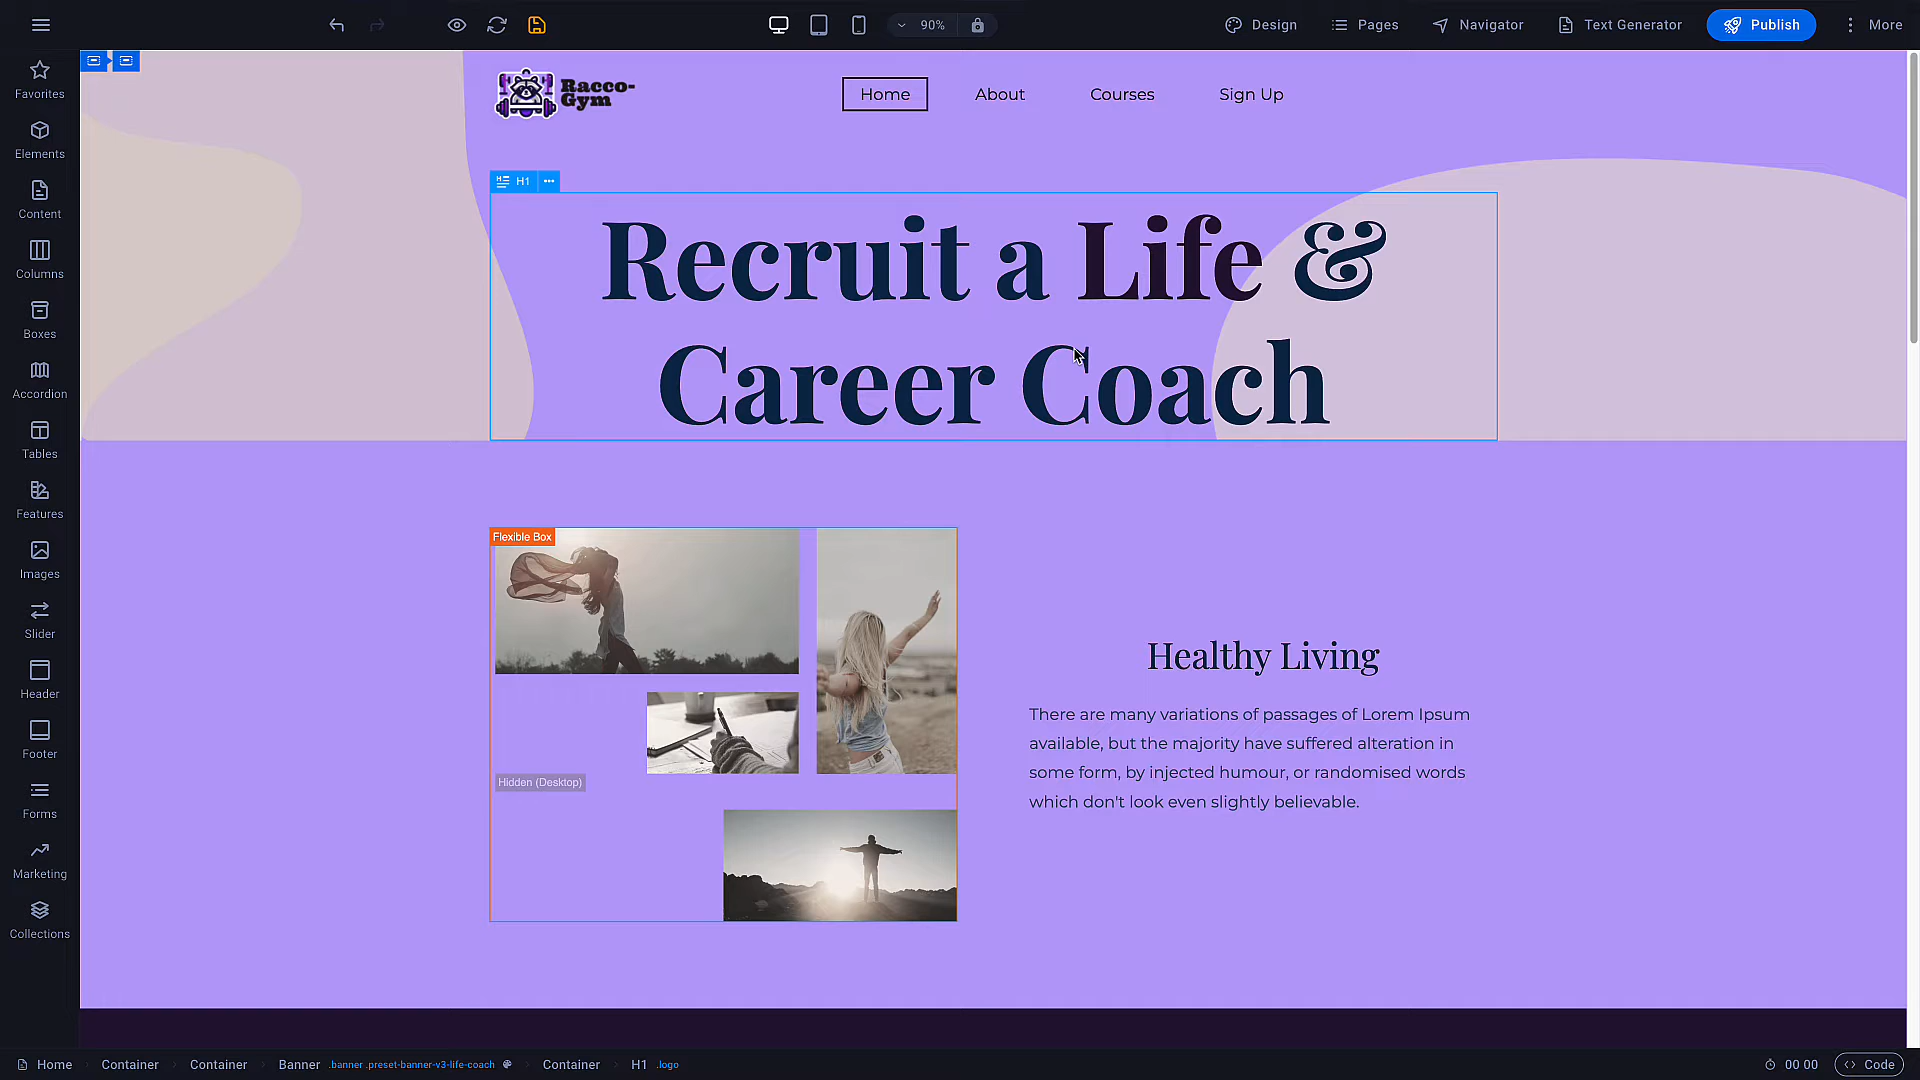 90%
Design
Pages
Navigator
Text Generator
Publish
More
Favorites
Elements
Content
Columns
Boxes
Accordion
Tables
Features
Images
Slider
Header
Footer
Forms
Marketing
Collections
Racco-
Gym
Home
About
Courses
Sign Up
H1
Recruit a Life &
Career Coach
Flexible Box
Hidden (Desktop)
Healthy Living
There are many variations of passages of Lorem Ipsum
available, but the majority have suffered alteration in
some form, by injected humour, or randomised words
which don't look even slightly believable.
Home
Container
Container
Banner .banner .preset-banner-v3-life-coach
Container
H1 .logo
00 00
Code